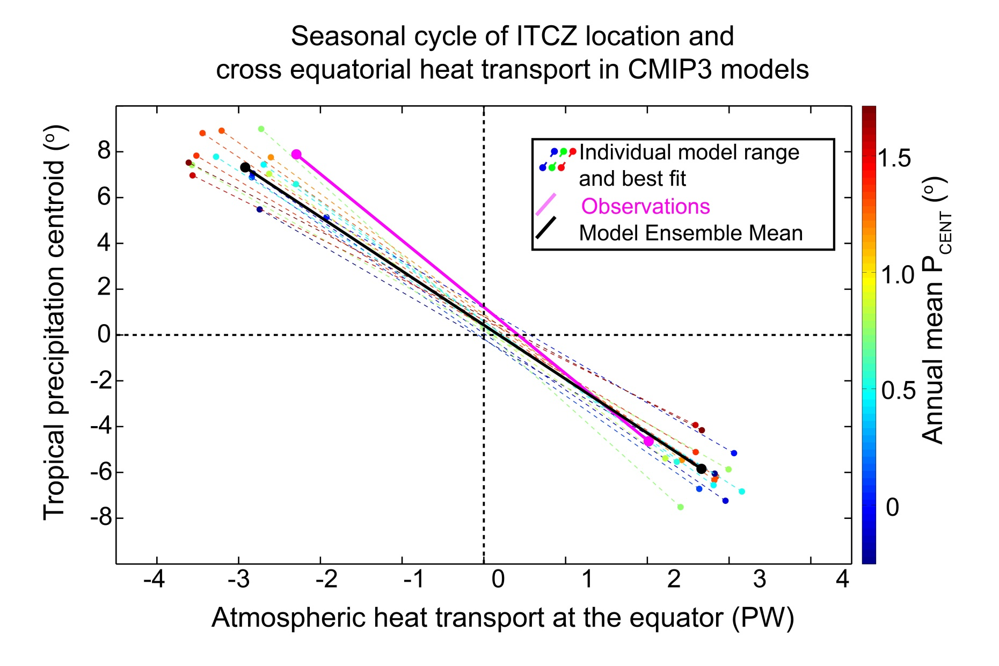 Seasonal cycle of ITCZ location and
cross equatorial heat transport in CMIP3 models
Individual model range
and best fit
Observations
Model Ensemble Mean
Tropical precipitation centroid (º)
8
6
4
2
0
-2
-4
-6
-8
-4 -3 -2 -1 0 1 2 3 4
Atmospheric heat transport at the equator (PW)
1.5
1.0
0.5
0
Annual mean PCENT (º)